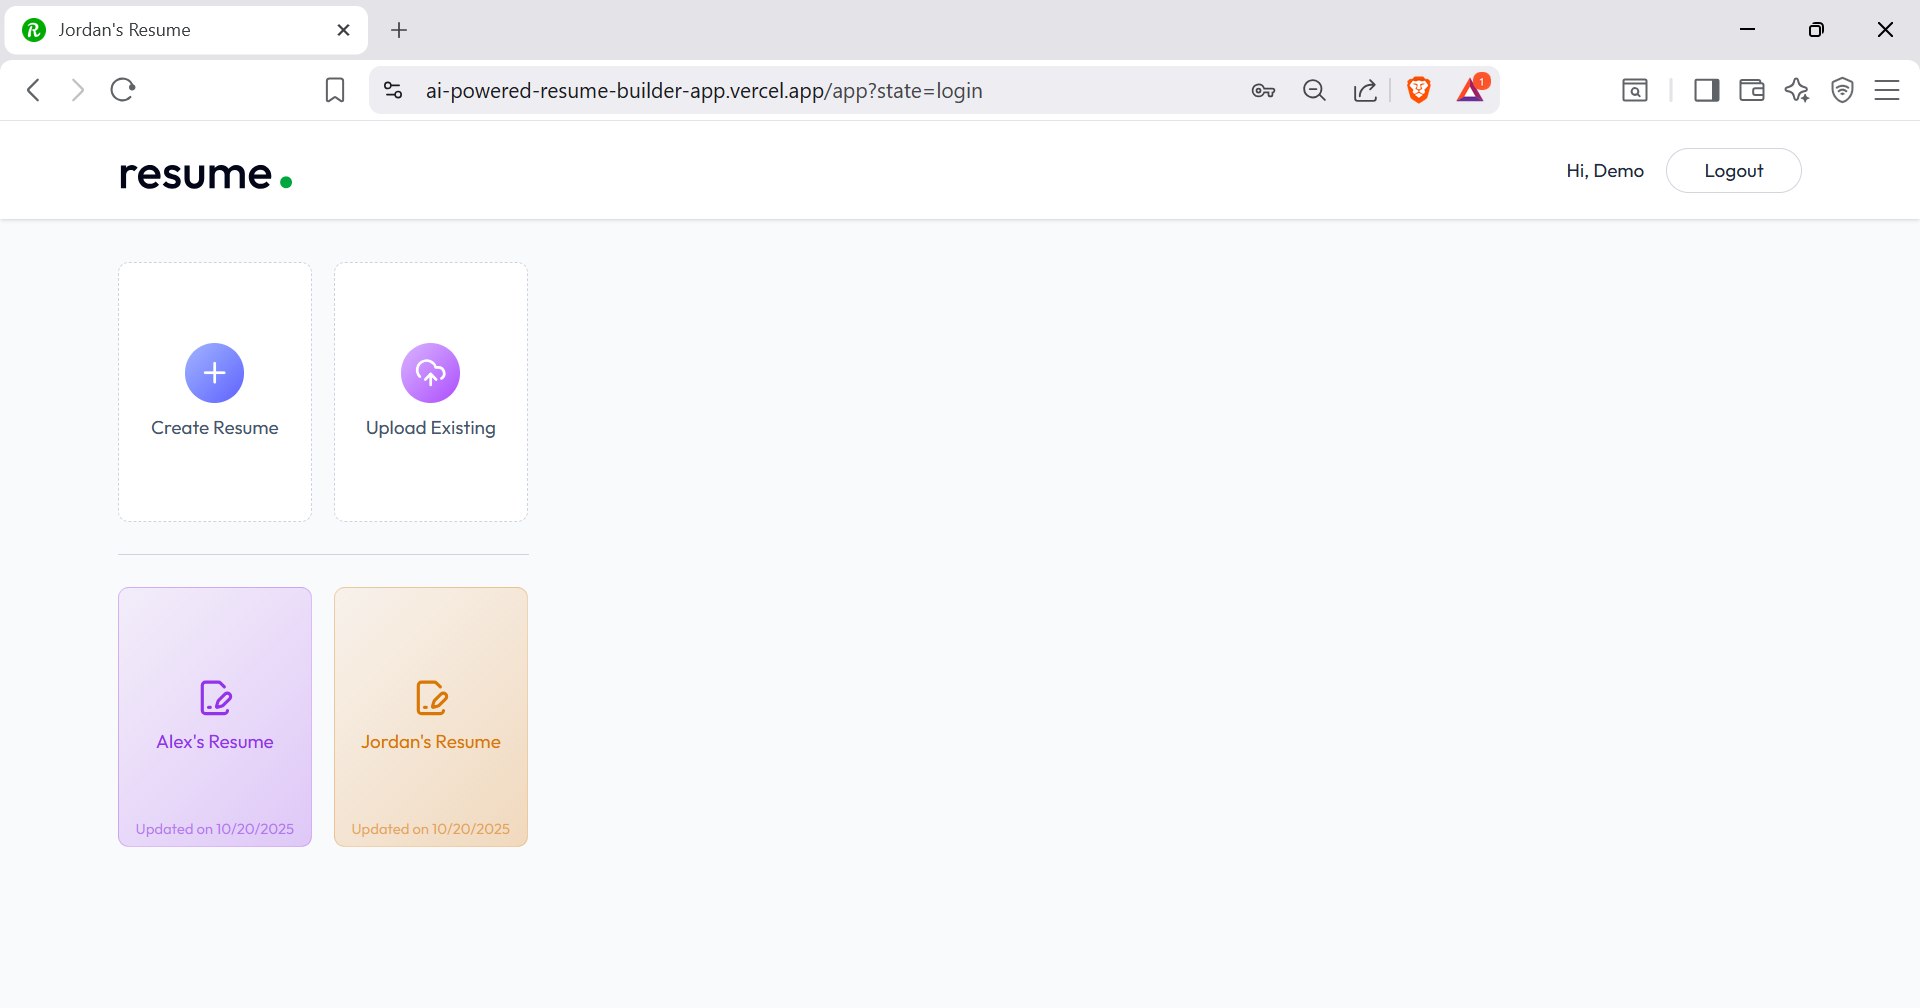 Jordan's Resume
ai-powered-resume-builder-app.vercel.app/app?state=login
1
resume.
Hi, Demo
Logout
Create Resume
Upload Existing
Alex's Resume
Updated on 10/20/2025
Jordan's Resume
Updated on 10/20/2025